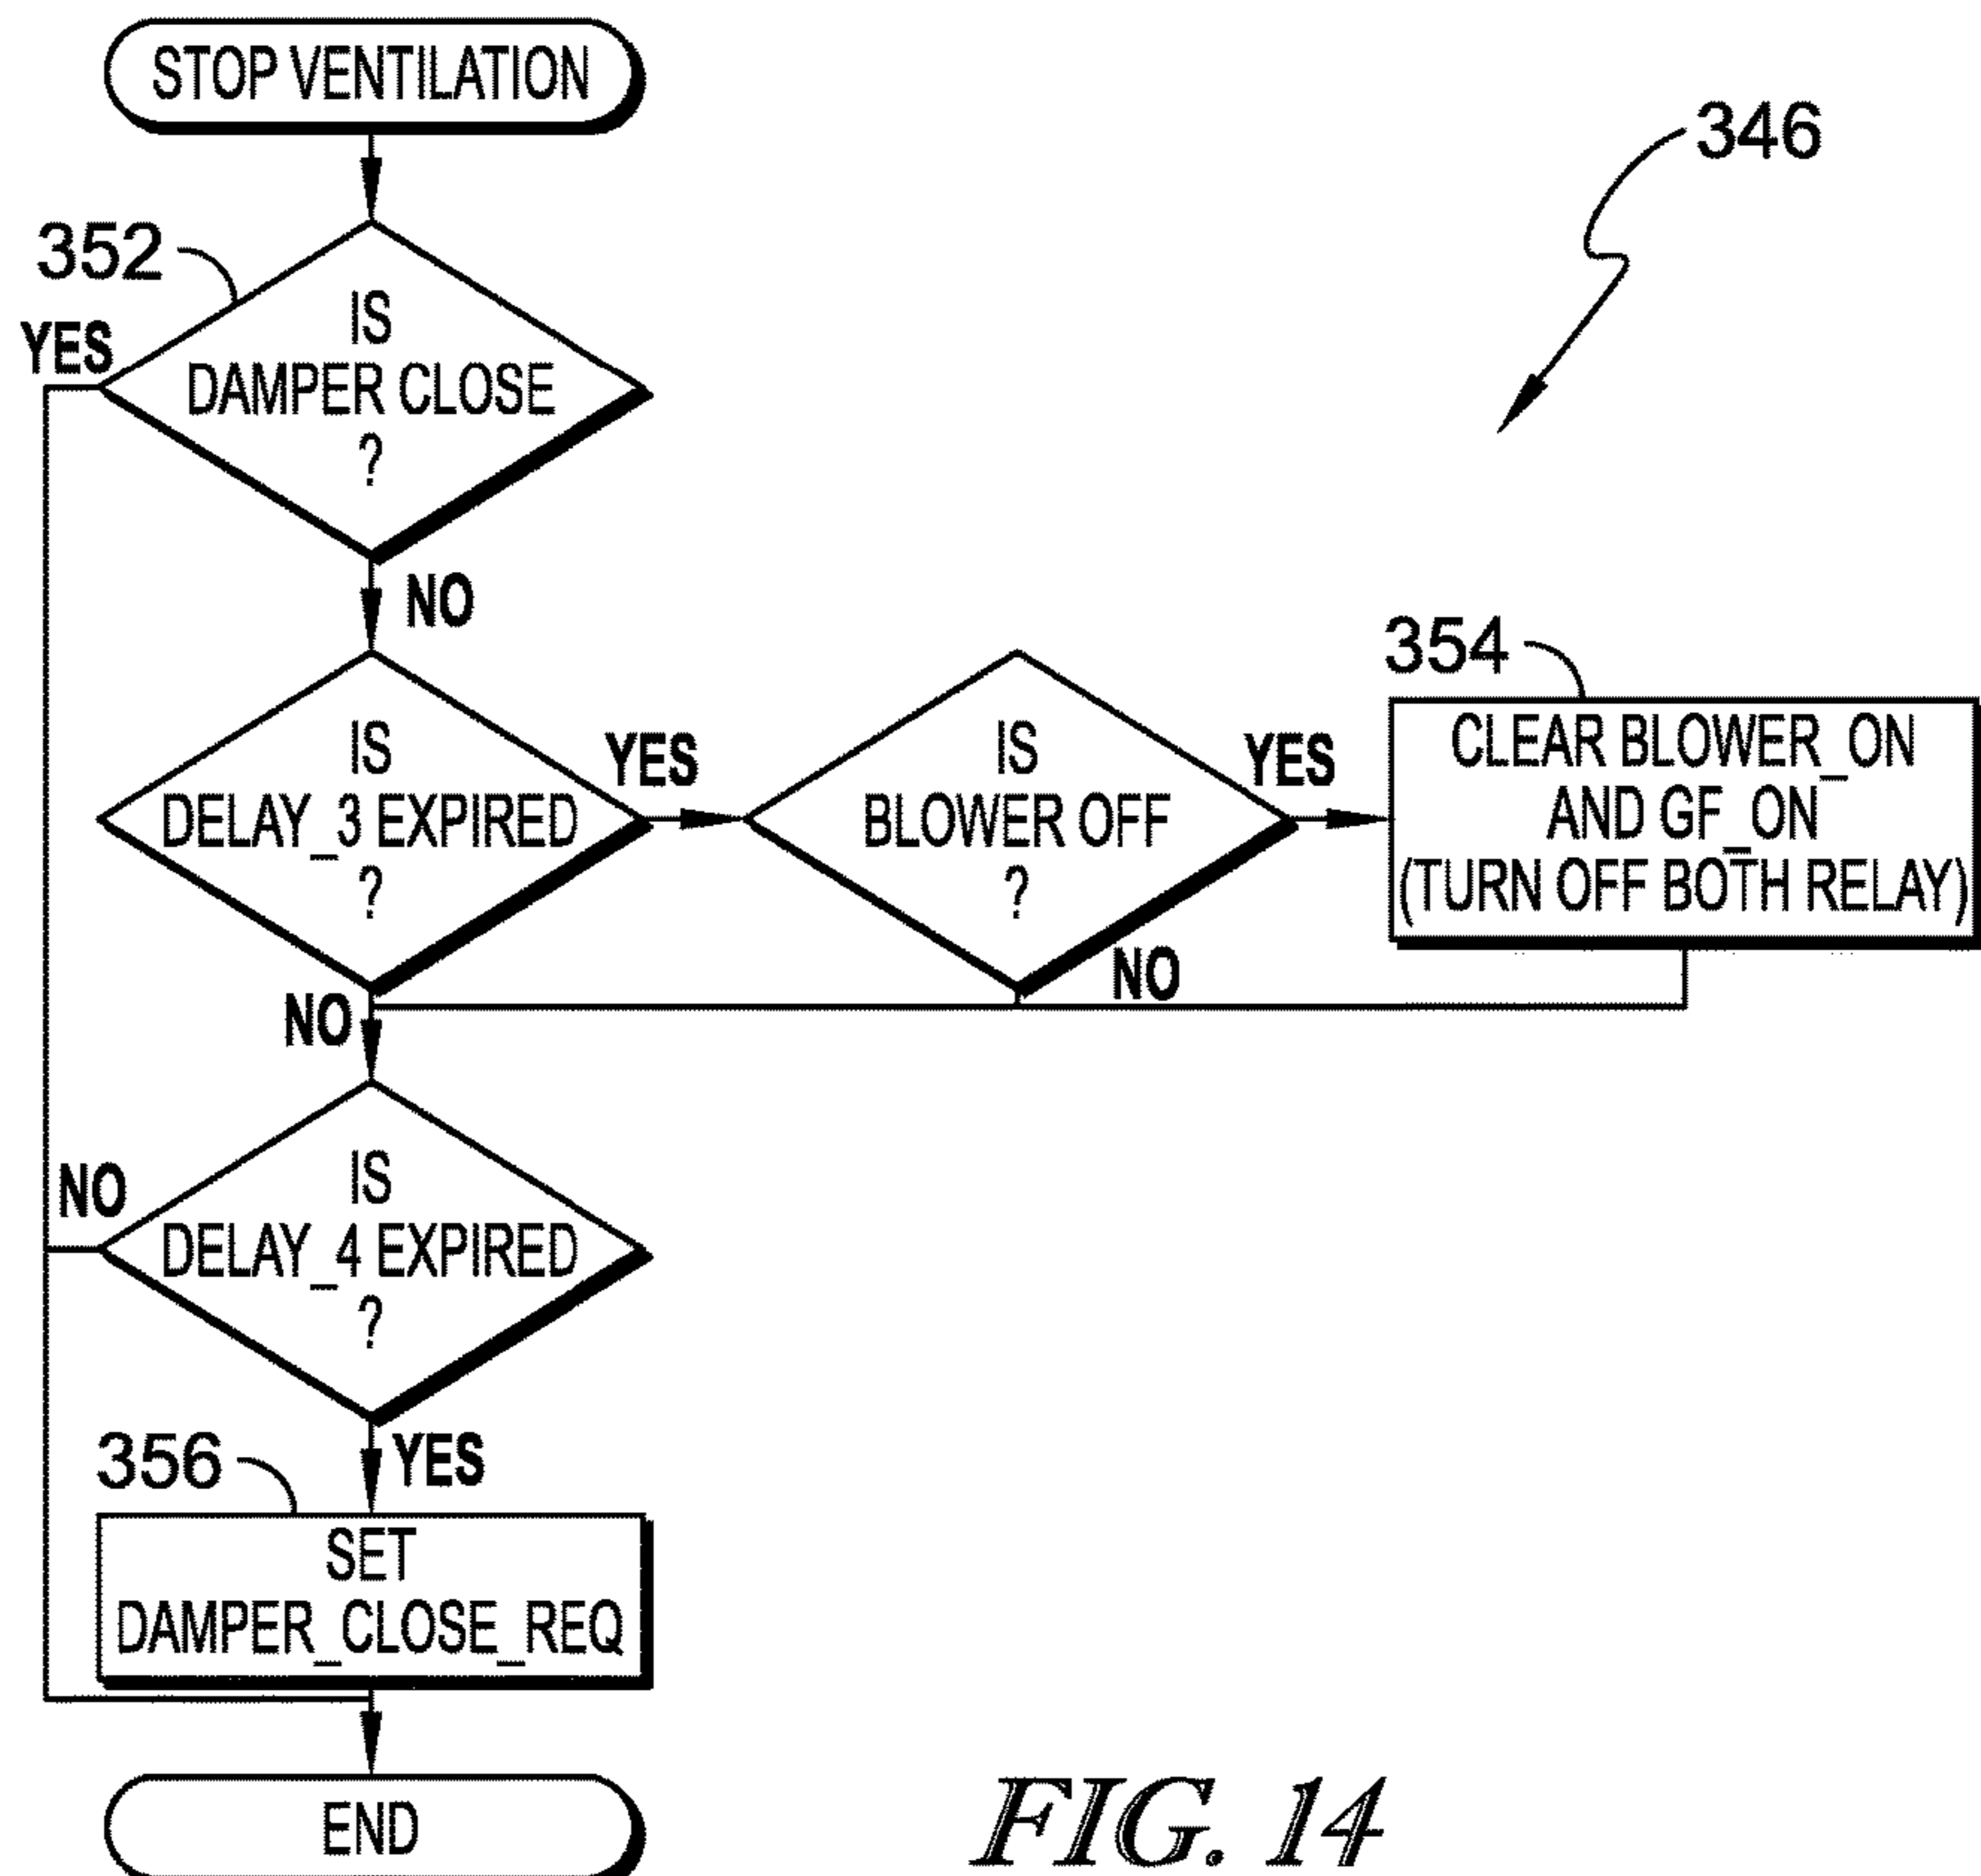 STOP VENTILATION
346
352
YES
IS
DAMPER CLOSE
?
NO
354
IS
DELAY_3 EXPIRED
?
YES
IS
BLOWER OFF
?
YES
CLEAR BLOWER_ON
AND GF_ON
(TURN OFF BOTH RELAY)
NO
NO
NO
IS
DELAY_4 EXPIRED
?
356
YES
SET
DAMPER_CLOSE_REQ
END
FIG. 14